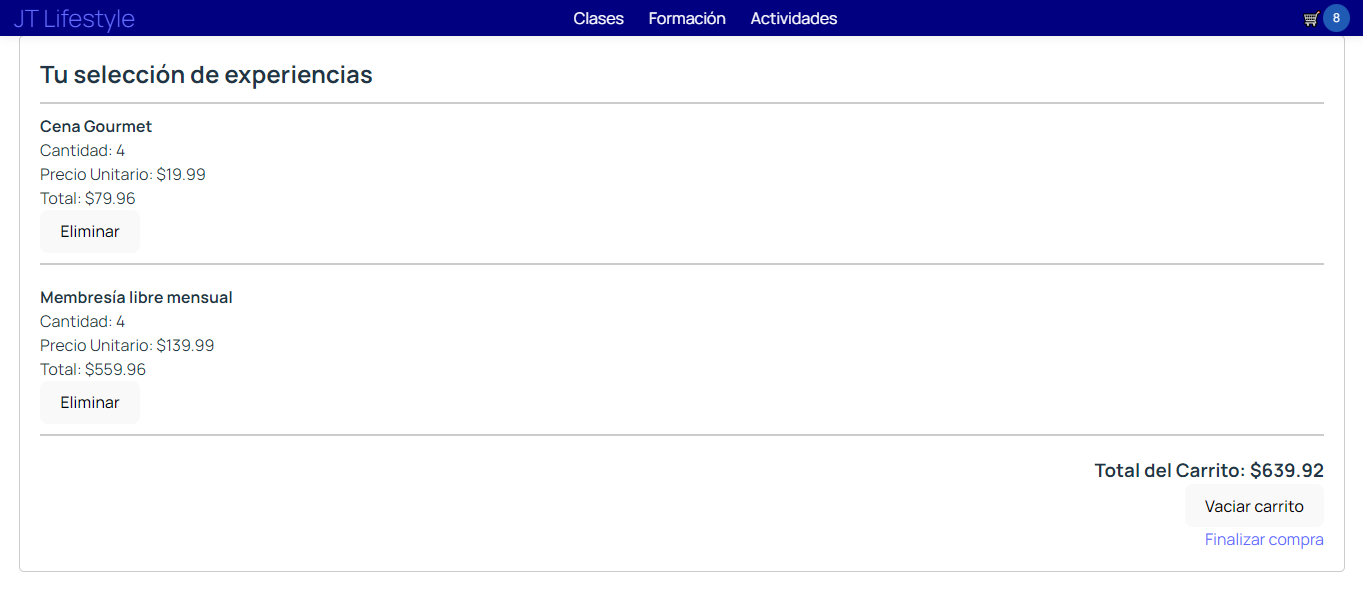 JT Lifestyle
Clases Formación Actividades
8
Tu selección de experiencias
Cena Gourmet
Cantidad: 4
Precio Unitario: $19.99
Total: $79.96
Eliminar
Membresía libre mensual
Cantidad: 4
Precio Unitario: $139.99
Total: $559.96
Eliminar
Total del Carrito: $639.92
Vaciar carrito
Finalizar compra